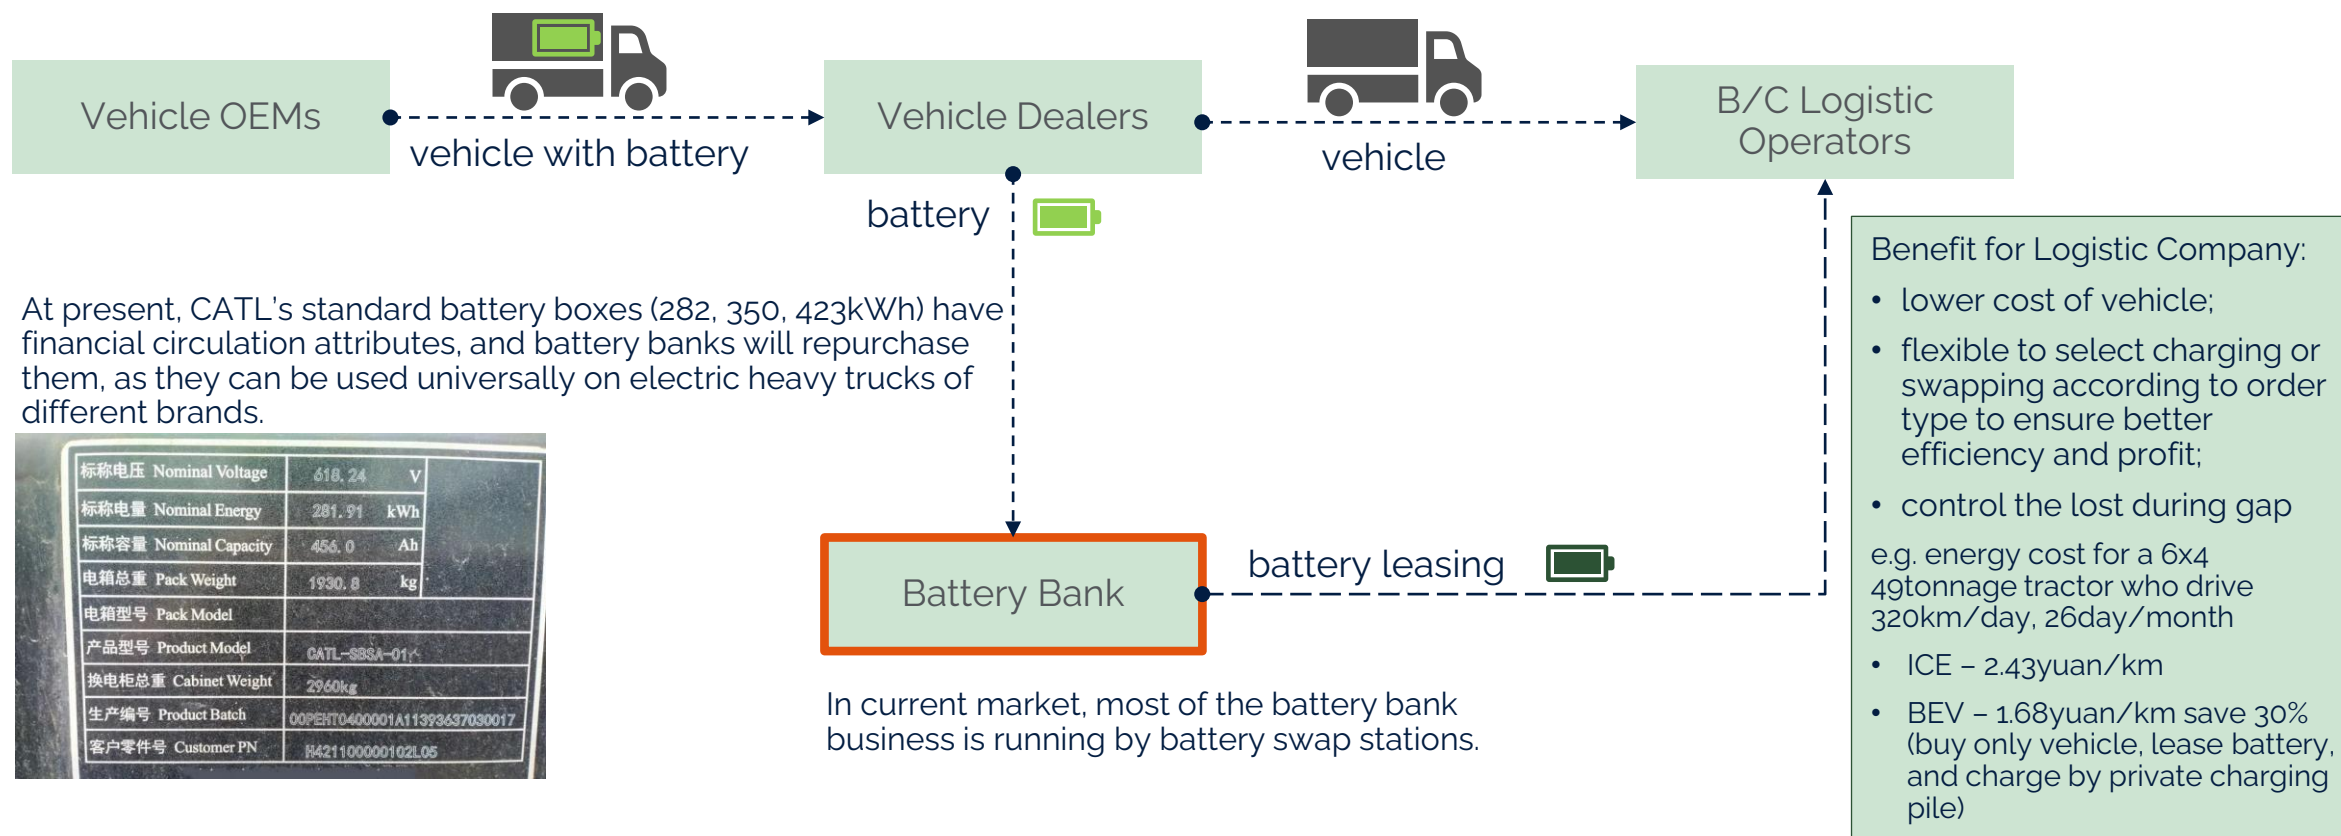 Vehicle OEMs
vehicle with battery
Vehicle Dealers
vehicle
B/C Logistic
Operators
battery
At present, CATL's standard battery boxes (282, 350, 423kWh) have
financial circulation attributes, and battery banks will repurchase
them, as they can be used universally on electric heavy trucks of
different brands.
标称电压 Nominal Voltage 618.24 V
标称电量 Nominal Energy 281.91 kWh
标称容量 Nominal Capacity 456.0 Ah
电箱总重 Pack Weight 1930.8 kg
电箱型号 Pack Model
产品型号 Product Model CATL-SBSA-01
换电柜总重 Cabinet Weight 2960kg
生产编号 Product Batch 00PEHT0400001A11393637030017
客户零件号 Customer PN H421100000102L05
Battery Bank
battery leasing
In current market, most of the battery bank
business is running by battery swap stations.
Benefit for Logistic Company:
• lower cost of vehicle;
• flexible to select charging or
swapping according to order
type to ensure better
efficiency and profit;
• control the lost during gap
e.g. energy cost for a 6x4
49tonnage tractor who drive
320km/day, 26day/month
• ICE – 2.43yuan/km
• BEV – 1.68yuan/km save 30%
(buy only vehicle, lease battery,
and charge by private charging
pile)